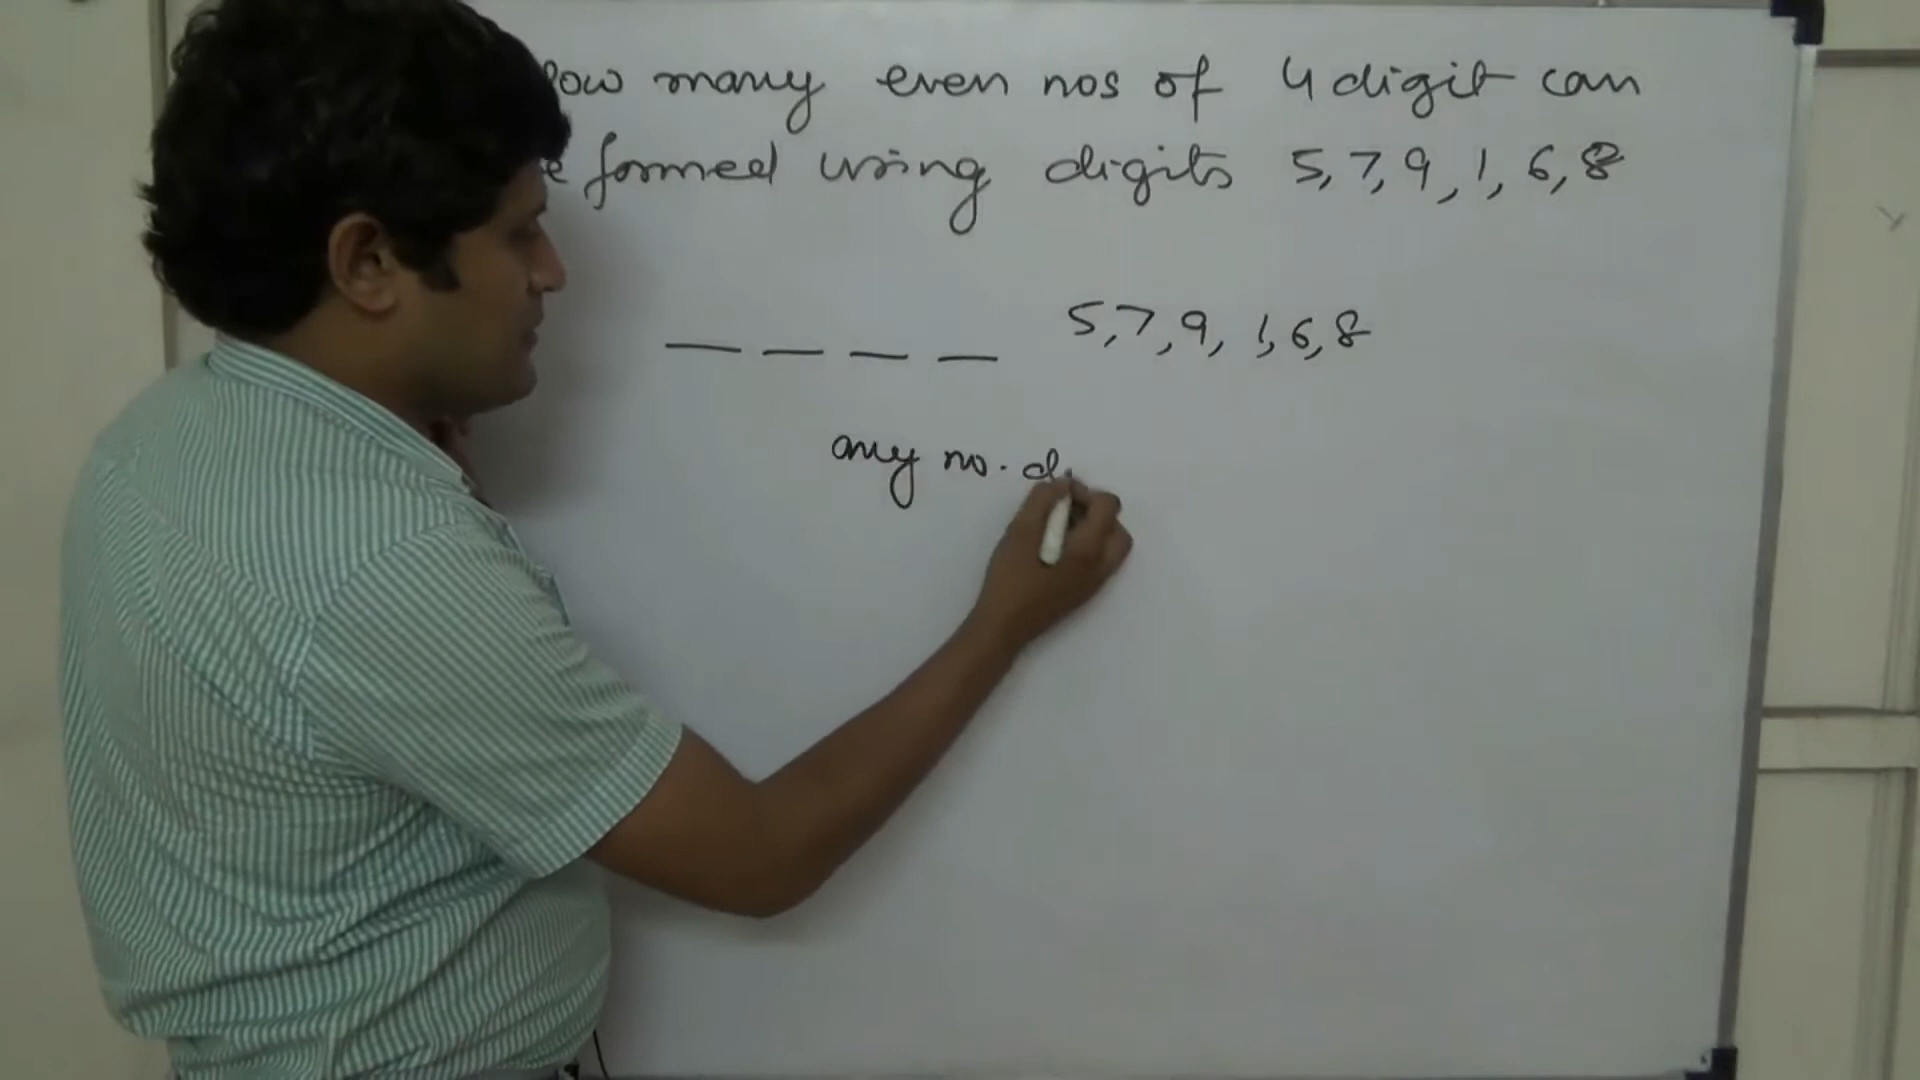 ow many even nos of 4 digit can
e formed using digits 5, 7, 9, 1, 6, 8
5, 7, 9, 1, 6, 8
any no. d